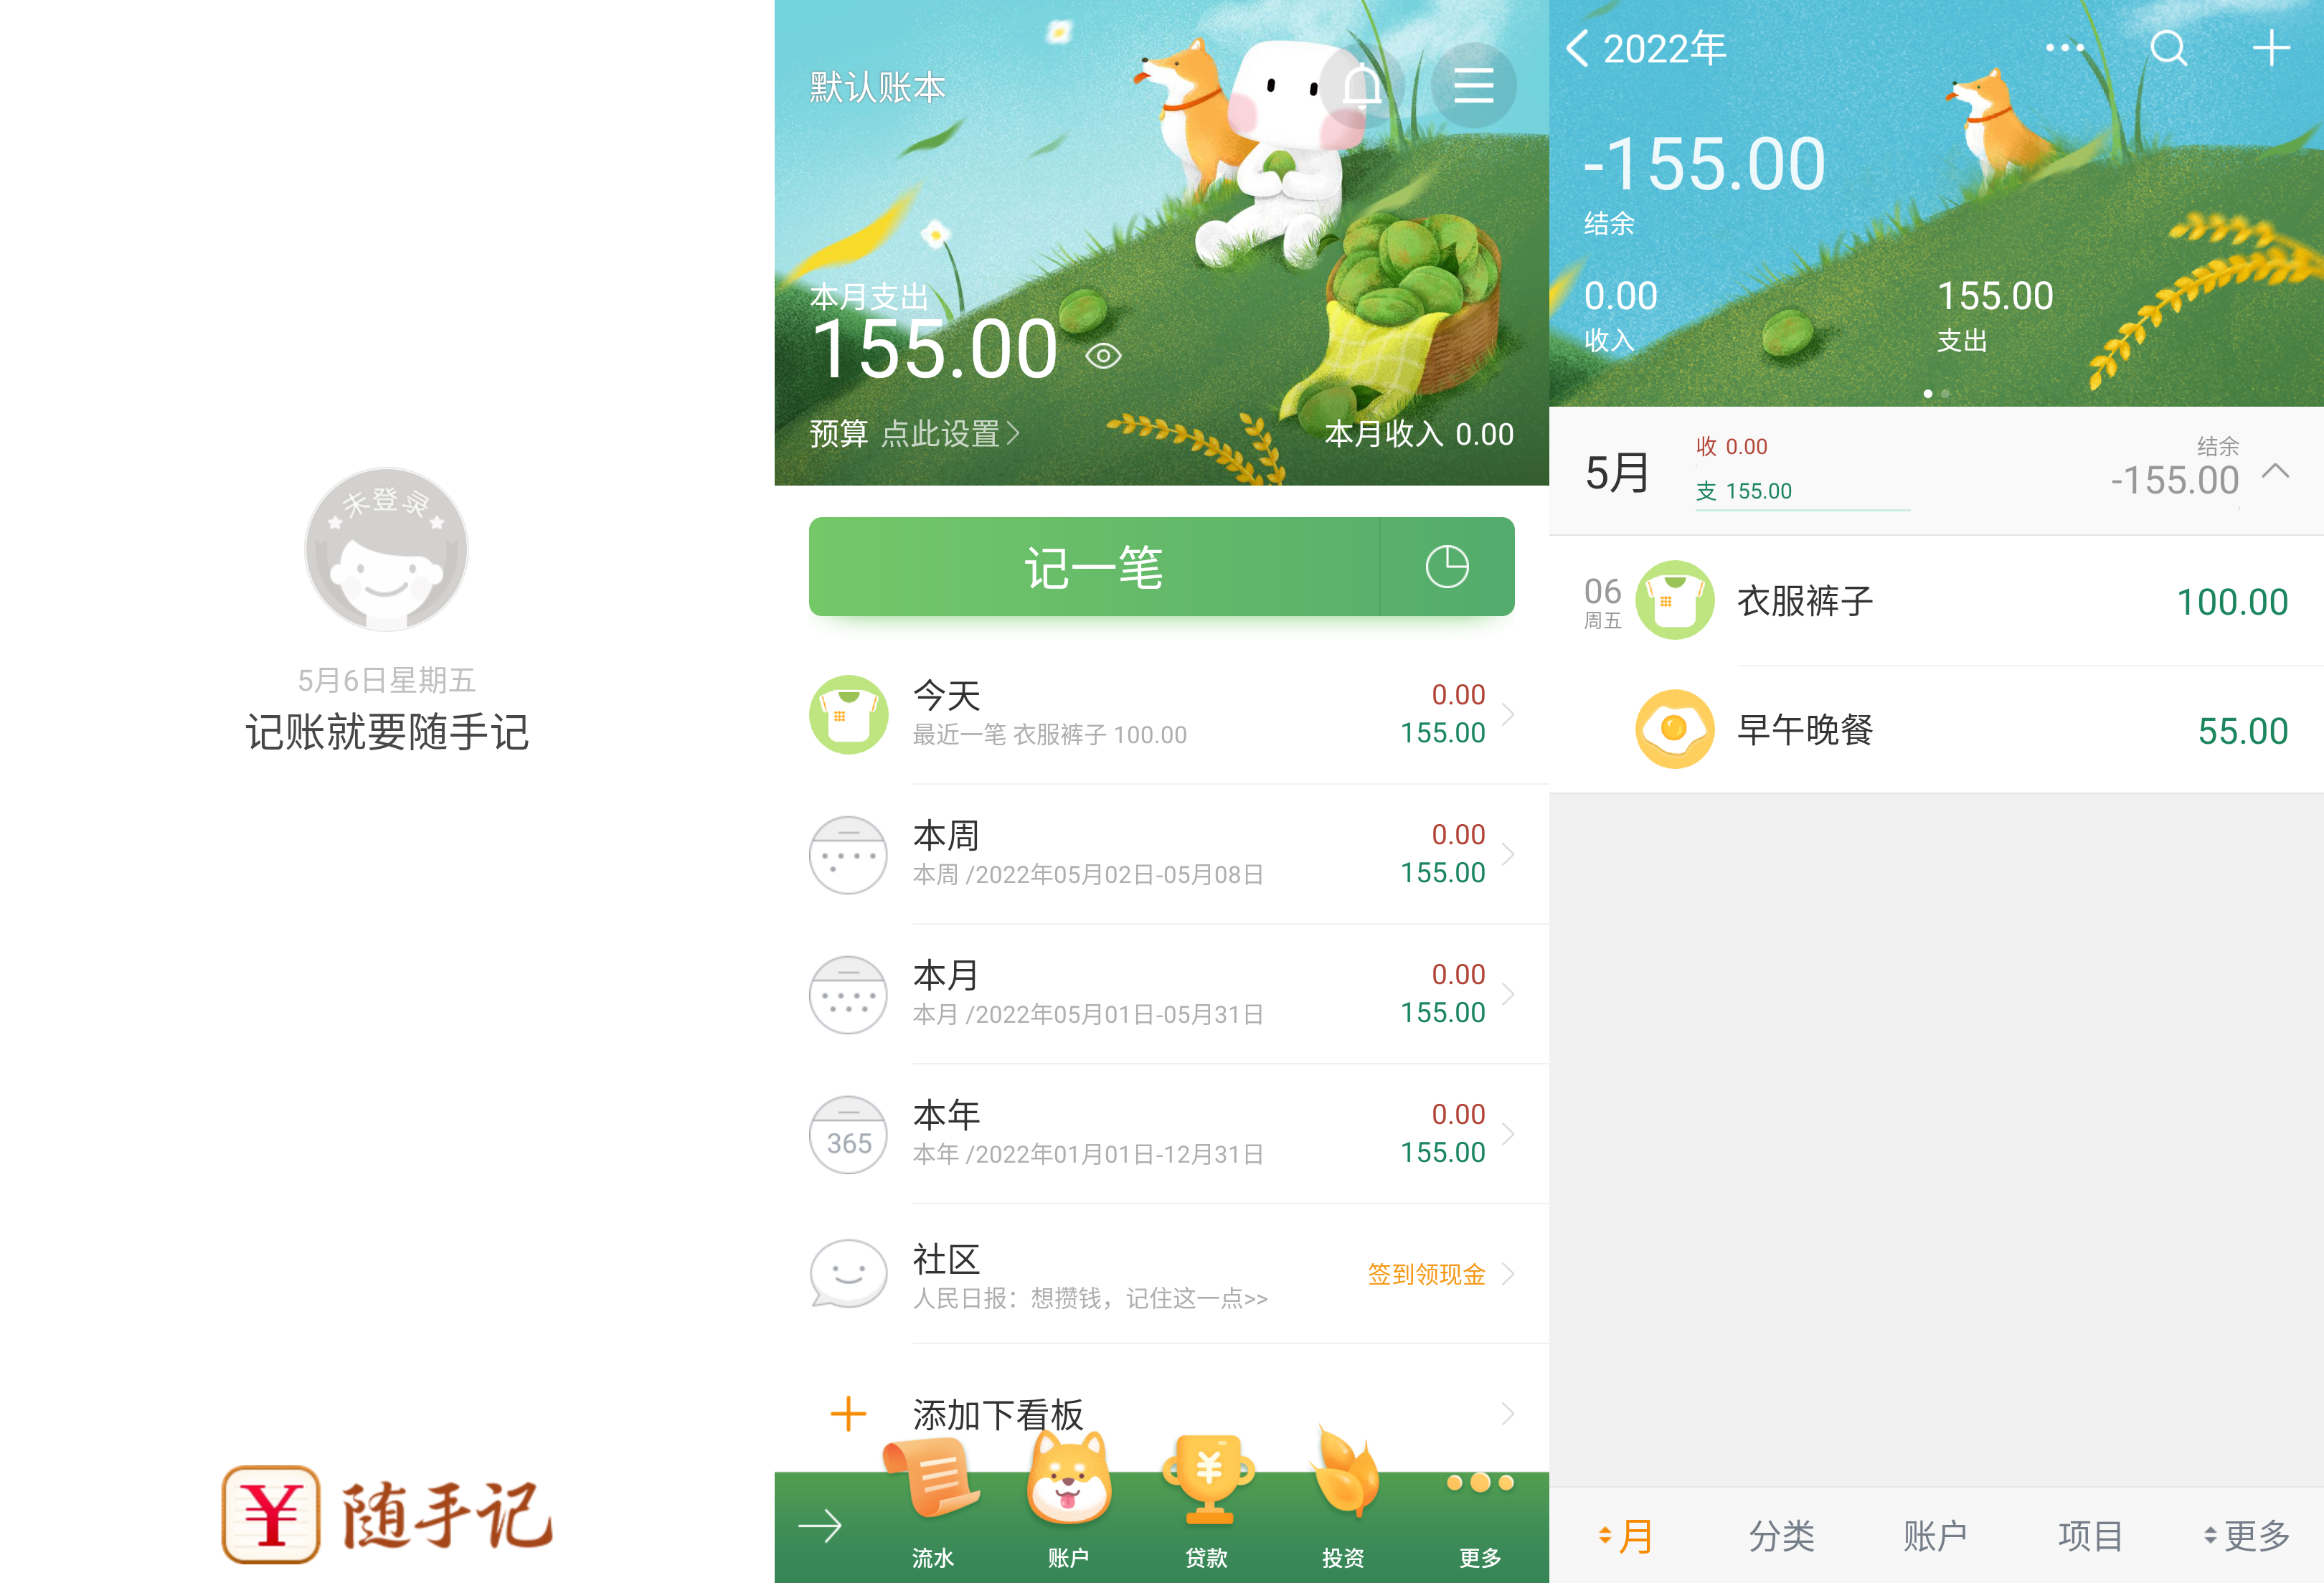 未登录
5月6日星期五
记账就要随手记
¥ 随手记
默认账本
本月支出
155.00
预算 点此设置
本月收入 0.00
记一笔
今天
最近一笔 衣服裤子 100.00
0.00
155.00
本周
本周 /2022年05月02日-05月08日
0.00
155.00
本月
本月 /2022年05月01日-05月31日
0.00
155.00
365
本年
本年 /2022年01月01日-12月31日
0.00
155.00
社区
人民日报：想攒钱，记住这一点>>
签到领现金
添加下看板
¥
流水 账户 贷款 投资 更多
2022年
-155.00
结余
0.00 155.00
收入 支出
5月
收 0.00
支 155.00
结余
-155.00
06
周五
衣服裤子 100.00
早午晚餐 55.00
月 分类 账户 项目 更多